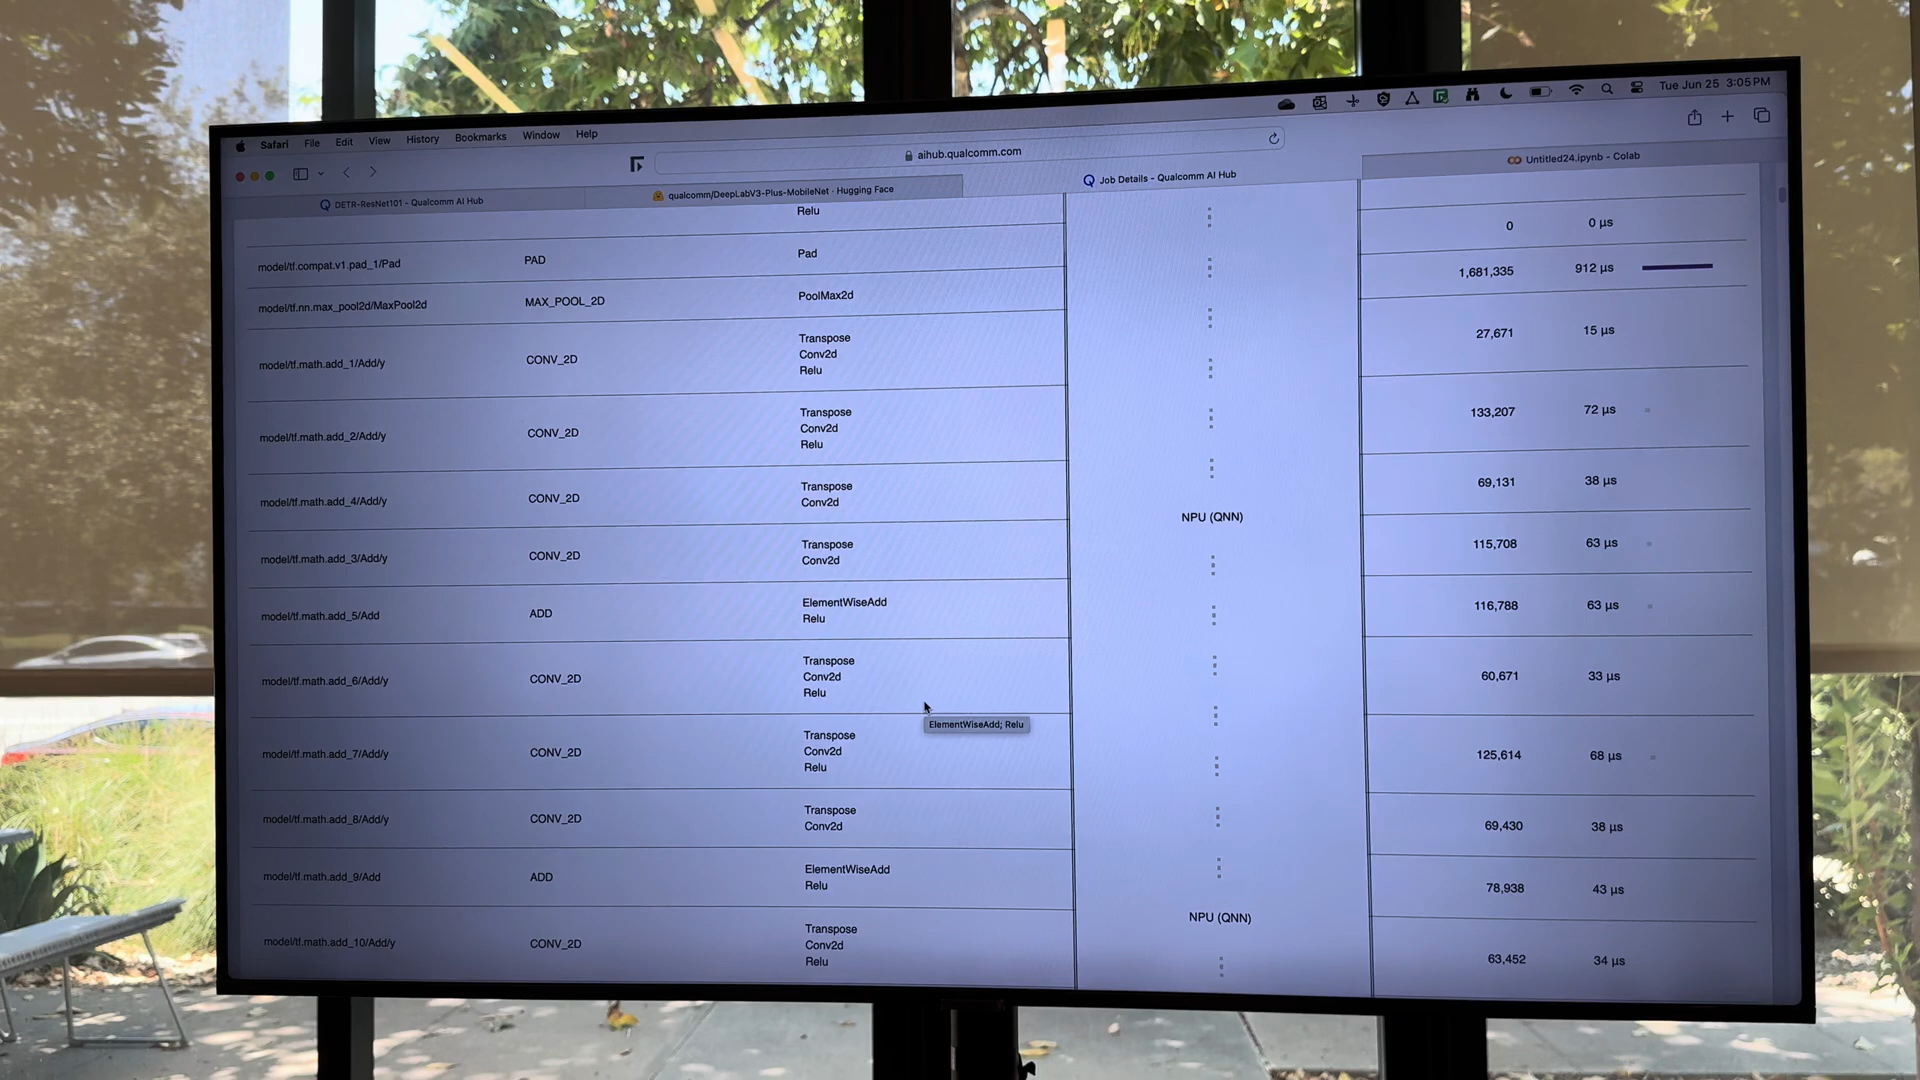 Safari File Edit View History Bookmarks Window Help Tue Jun 25 3:05 PM
aihub.qualcomm.com
DETR-ResNet101 - Qualcomm AI Hub
qualcomm/DeepLabV3-Plus-MobileNet · Hugging Face
Job Details - Qualcomm AI Hub
Untitled24.ipynb - Colab
Relu
0 0 µs
model/tf.compat.v1.pad_1/Pad PAD Pad
1,681,335 912 µs
model/tf.nn.max_pool2d/MaxPool2d MAX_POOL_2D PoolMax2d
27,671 15 µs
model/tf.math.add_1/Add/y CONV_2D Transpose
Conv2d
Relu
133,207 72 µs
model/tf.math.add_2/Add/y CONV_2D Transpose
Conv2d
Relu
69,131 38 µs
model/tf.math.add_4/Add/y CONV_2D Transpose
Conv2d
NPU (QNN)
115,708 63 µs
model/tf.math.add_3/Add/y CONV_2D Transpose
Conv2d
116,788 63 µs
model/tf.math.add_5/Add ADD ElementWiseAdd
Relu
60,671 33 µs
model/tf.math.add_6/Add/y CONV_2D Transpose
Conv2d
Relu
ElementWiseAdd; Relu
125,614 68 µs
model/tf.math.add_7/Add/y CONV_2D Transpose
Conv2d
Relu
69,430 38 µs
model/tf.math.add_8/Add/y CONV_2D Transpose
Conv2d
78,938 43 µs
model/tf.math.add_9/Add ADD ElementWiseAdd
Relu
NPU (QNN)
63,452 34 µs
model/tf.math.add_10/Add/y CONV_2D Transpose
Conv2d
Relu